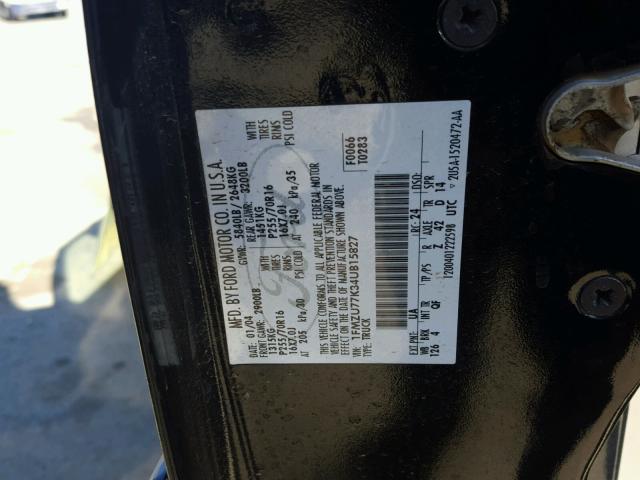 MFD. BY FORD MOTOR CO. IN U.S.A.
DATE: 01/04 GVWR: 5840LB / 2648KG
FRONT GAWR: 2900LB REAR GAWR: 3200LB
1315KG 1451KG WITH
P255/70R16 P255/70R16 TIRES
16X7.0J 16X7.0J RIMS
AT 205 kPa/30 PSI COLD AT 240 kPa/35 PSI COLD
THIS VEHICLE CONFORMS TO ALL APPLICABLE FEDERAL MOTOR
VEHICLE SAFETY AND THEFT PREVENTION STANDARDS IN
EFFECT ON THE DATE OF MANUFACTURE SHOWN ABOVE.
VIN: 1FMZU77K34UB15827
TYPE: TRUCK
F0066
T0283
EXT PNT: UA RC: 24 DSO:
WB BRK INT TR TP/PS R AXLE TR SPR
126 4 QF Z 42 D 14
1200401222598 UTC
2U5A-1520472-AA
Ford